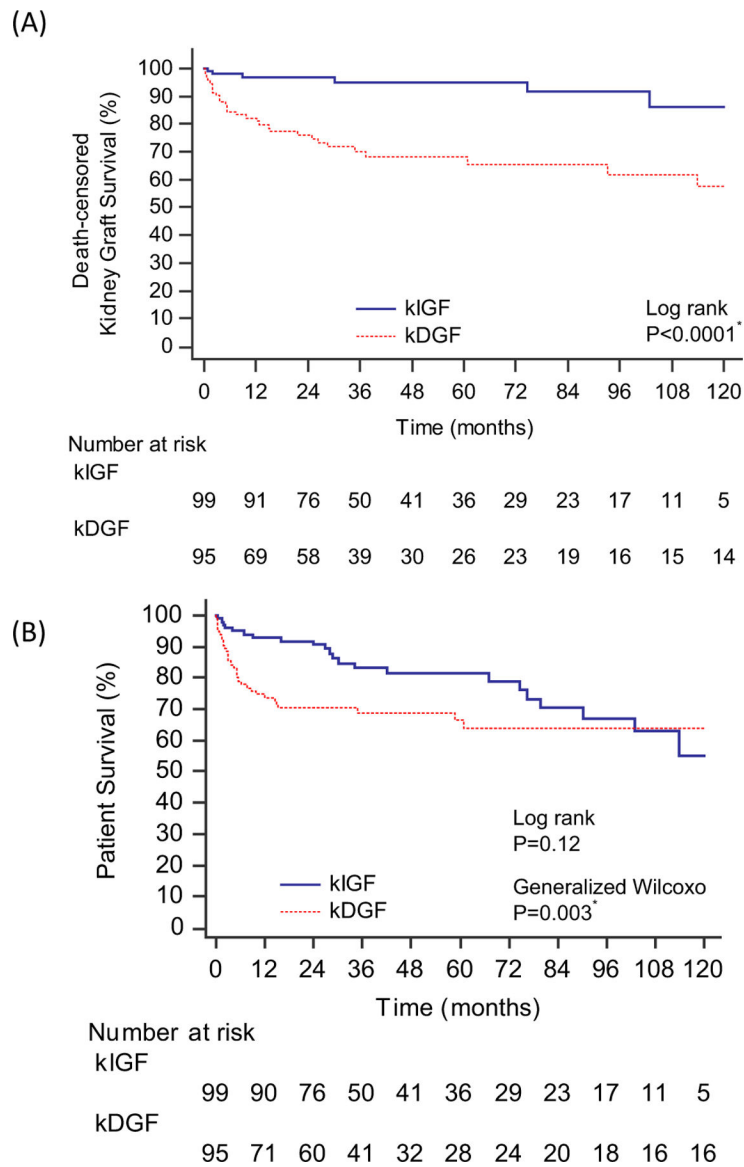 (A)
Death-censored
Kidney Graft Survival (%)
100
90
80
70
60
50
40
30
20
10
0
kIGF
kDGF
Log rank
P<0.0001*
0 12 24 36 48 60 72 84 96 108 120
Time (months)
Number at risk
kIGF
99 91 76 50 41 36 29 23 17 11 5
kDGF
95 69 58 39 30 26 23 19 16 15 14
(B)
Patient Survival (%)
100
90
80
70
60
50
40
30
20
10
0
Log rank
P=0.12
kIGF
kDGF
Generalized Wilcoxo
P=0.003*
0 12 24 36 48 60 72 84 96 108 120
Time (months)
Number at risk
kIGF
99 90 76 50 41 36 29 23 17 11 5
kDGF
95 71 60 41 32 28 24 20 18 16 16